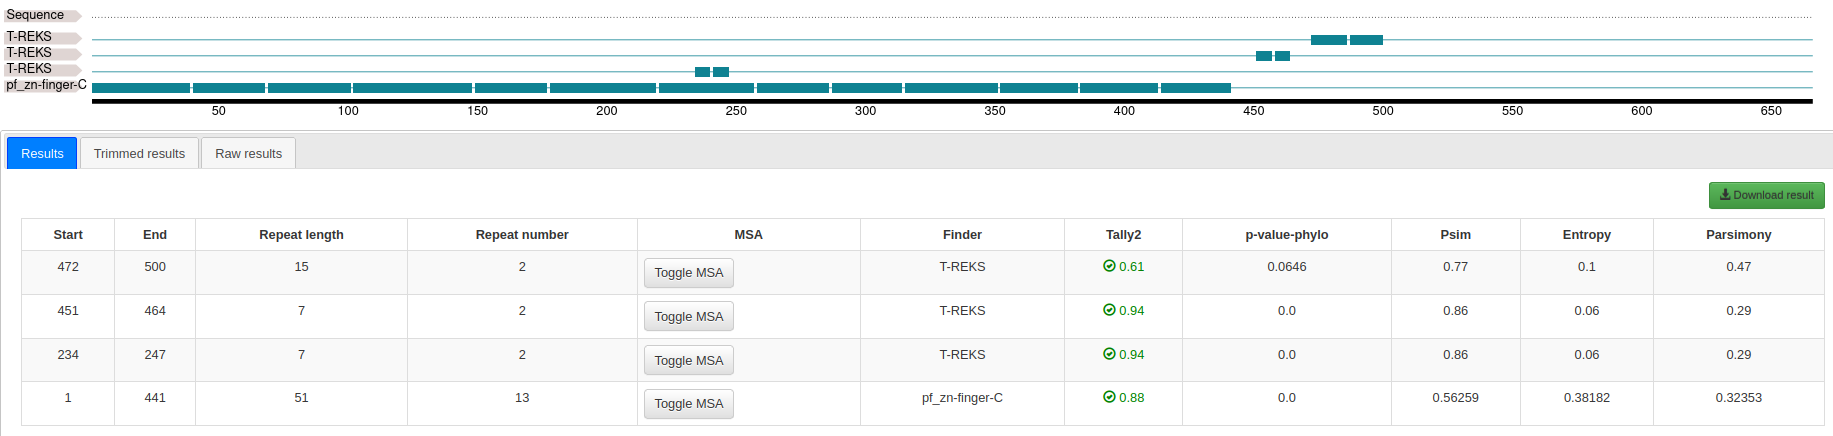 Sequence
T-REKS
T-REKS
T-REKS
pf_zn-finger-C
50 100 150 200 250 300 350 400 450 500 550 600 650
Results Trimmed results Raw results
Download result
Start End Repeat length Repeat number MSA Finder Tally2 p-value-phylo Psim Entropy Parsimony
472 500 15 2 Toggle MSA T-REKS 0.61 0.0646 0.77 0.1 0.47
451 464 7 2 Toggle MSA T-REKS 0.94 0.0 0.86 0.06 0.29
234 247 7 2 Toggle MSA T-REKS 0.94 0.0 0.86 0.06 0.29
1 441 51 13 Toggle MSA pf_zn-finger-C 0.88 0.0 0.56259 0.38182 0.32353